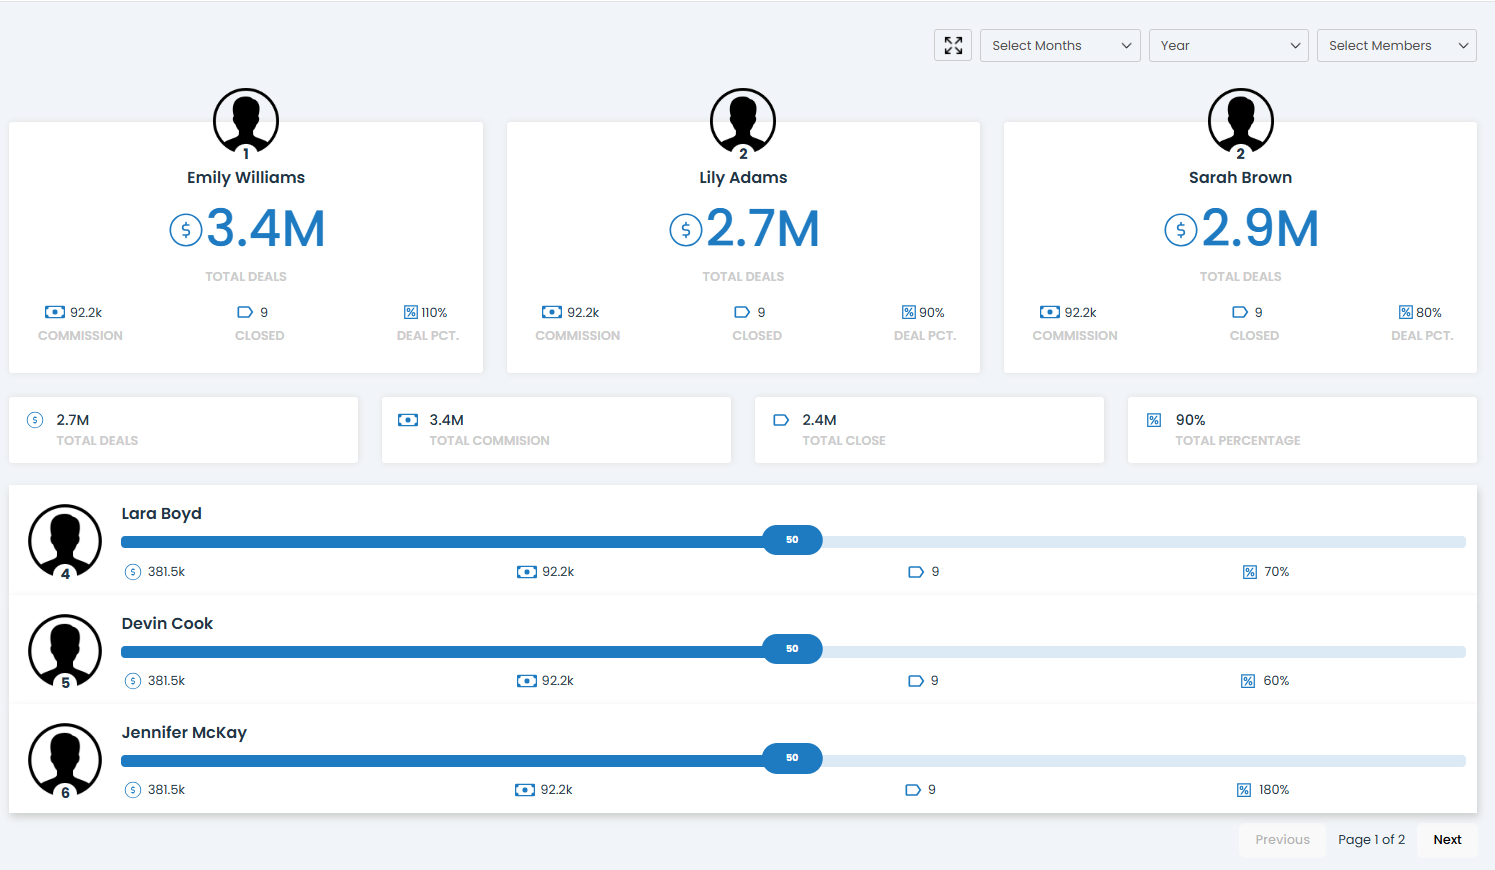 Select Months Year Select Members
1 2 2
Emily Williams Lily Adams Sarah Brown
$ 3.4M $ 2.7M $ 2.9M
TOTAL DEALS TOTAL DEALS TOTAL DEALS
92.2k 9 % 110% 92.2k 9 % 90% 92.2k 9 % 80%
COMMISSION CLOSED DEAL PCT. COMMISSION CLOSED DEAL PCT. COMMISSION CLOSED DEAL PCT.
$ 2.7M 3.4M 2.4M % 90%
TOTAL DEALS TOTAL COMMISION TOTAL CLOSE TOTAL PERCENTAGE
Lara Boyd
50
4
$ 381.5k 92.2k 9 % 70%
Devin Cook
50
5
$ 381.5k 92.2k 9 % 60%
Jennifer McKay
50
6
$ 381.5k 92.2k 9 % 180%
Previous Page 1 of 2 Next